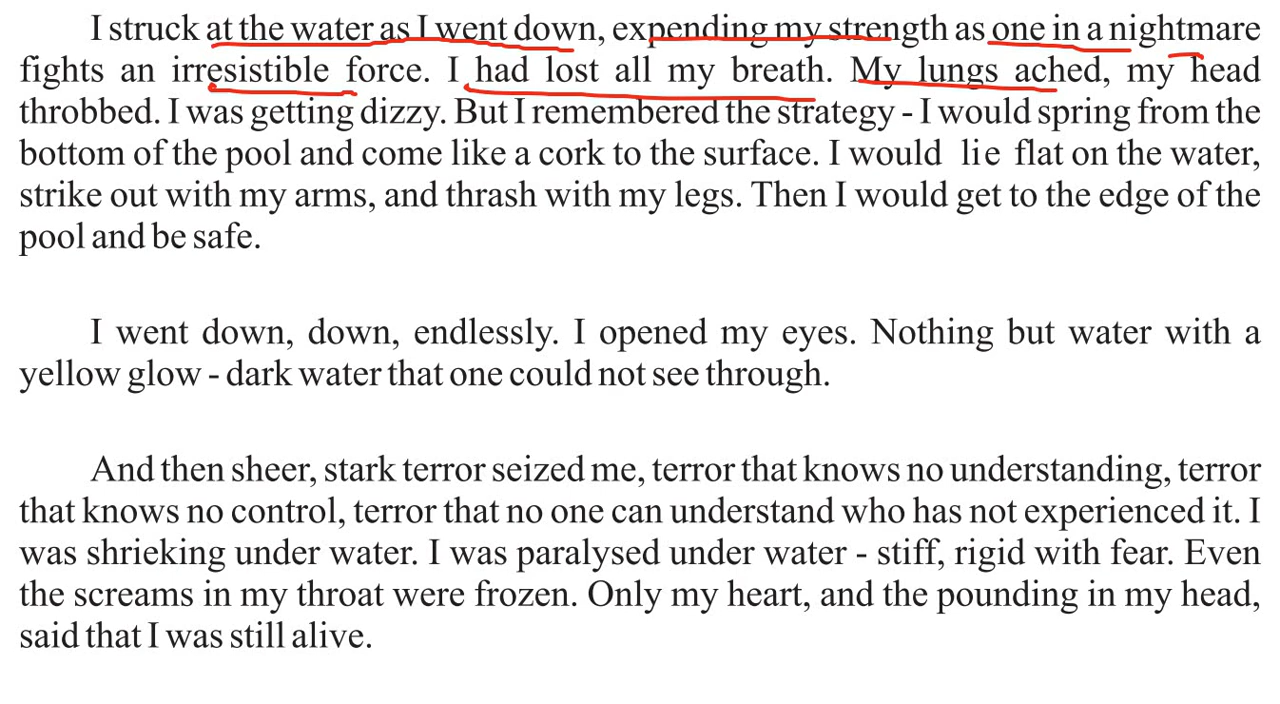 I struck at the water as I went down, expending my strength as one in a nightmare
fights an irresistible force. I had lost all my breath. My lungs ached, my head
throbbed. I was getting dizzy. But I remembered the strategy - I would spring from the
bottom of the pool and come like a cork to the surface. I would lie flat on the water,
strike out with my arms, and thrash with my legs. Then I would get to the edge of the
pool and be safe.
I went down, down, endlessly. I opened my eyes. Nothing but water with a
yellow glow - dark water that one could not see through.
And then sheer, stark terror seized me, terror that knows no understanding, terror
that knows no control, terror that no one can understand who has not experienced it. I
was shrieking under water. I was paralysed under water - stiff, rigid with fear. Even
the screams in my throat were frozen. Only my heart, and the pounding in my head,
said that I was still alive.